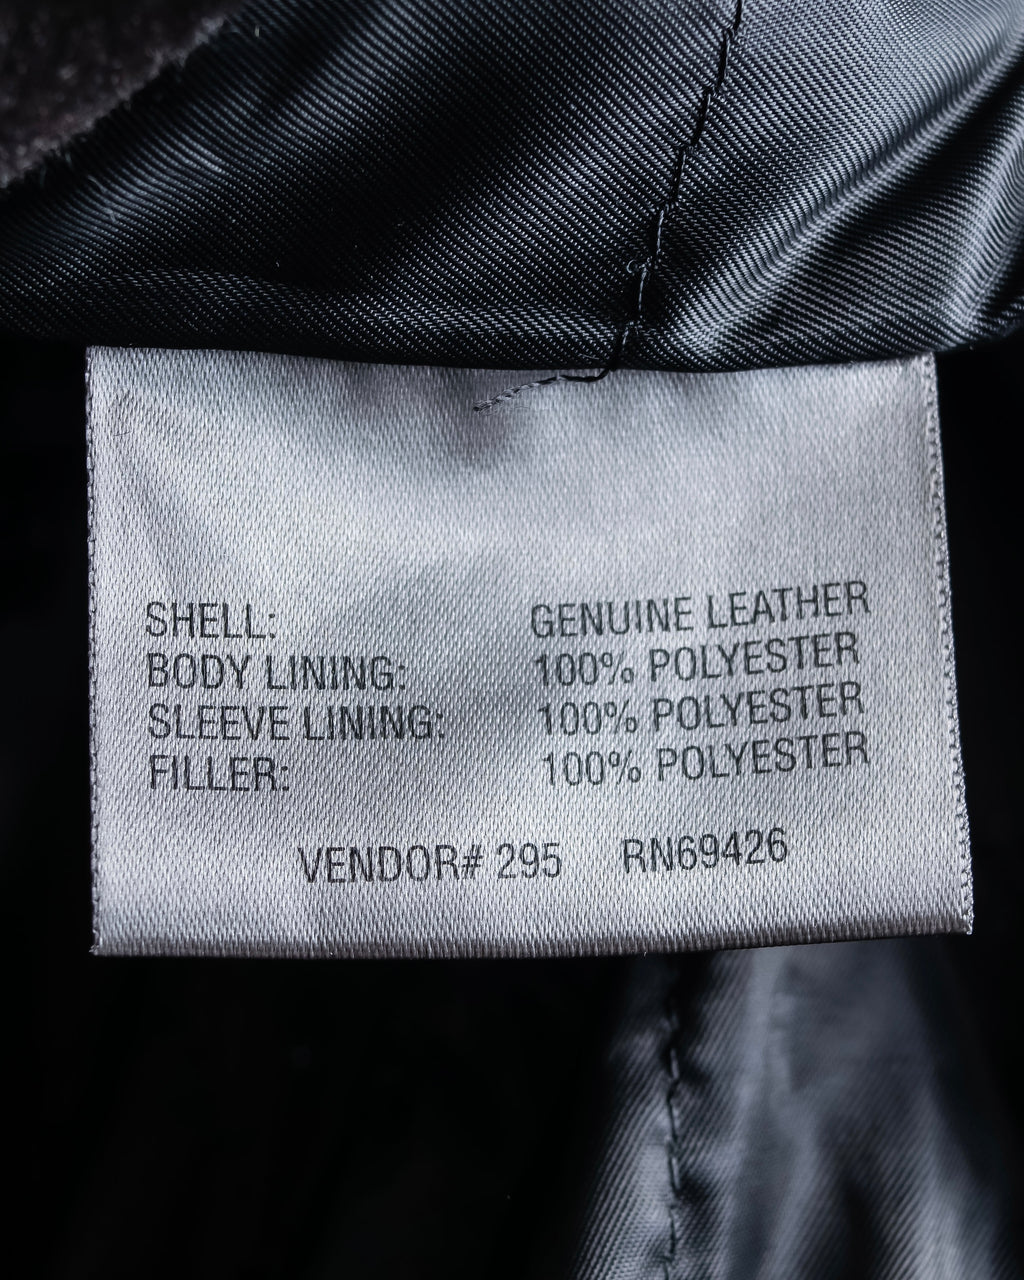 SHELL: GENUINE LEATHER
BODY LINING: 100% POLYESTER
SLEEVE LINING: 100% POLYESTER
FILLER: 100% POLYESTER
VENDOR# 295 RN69426